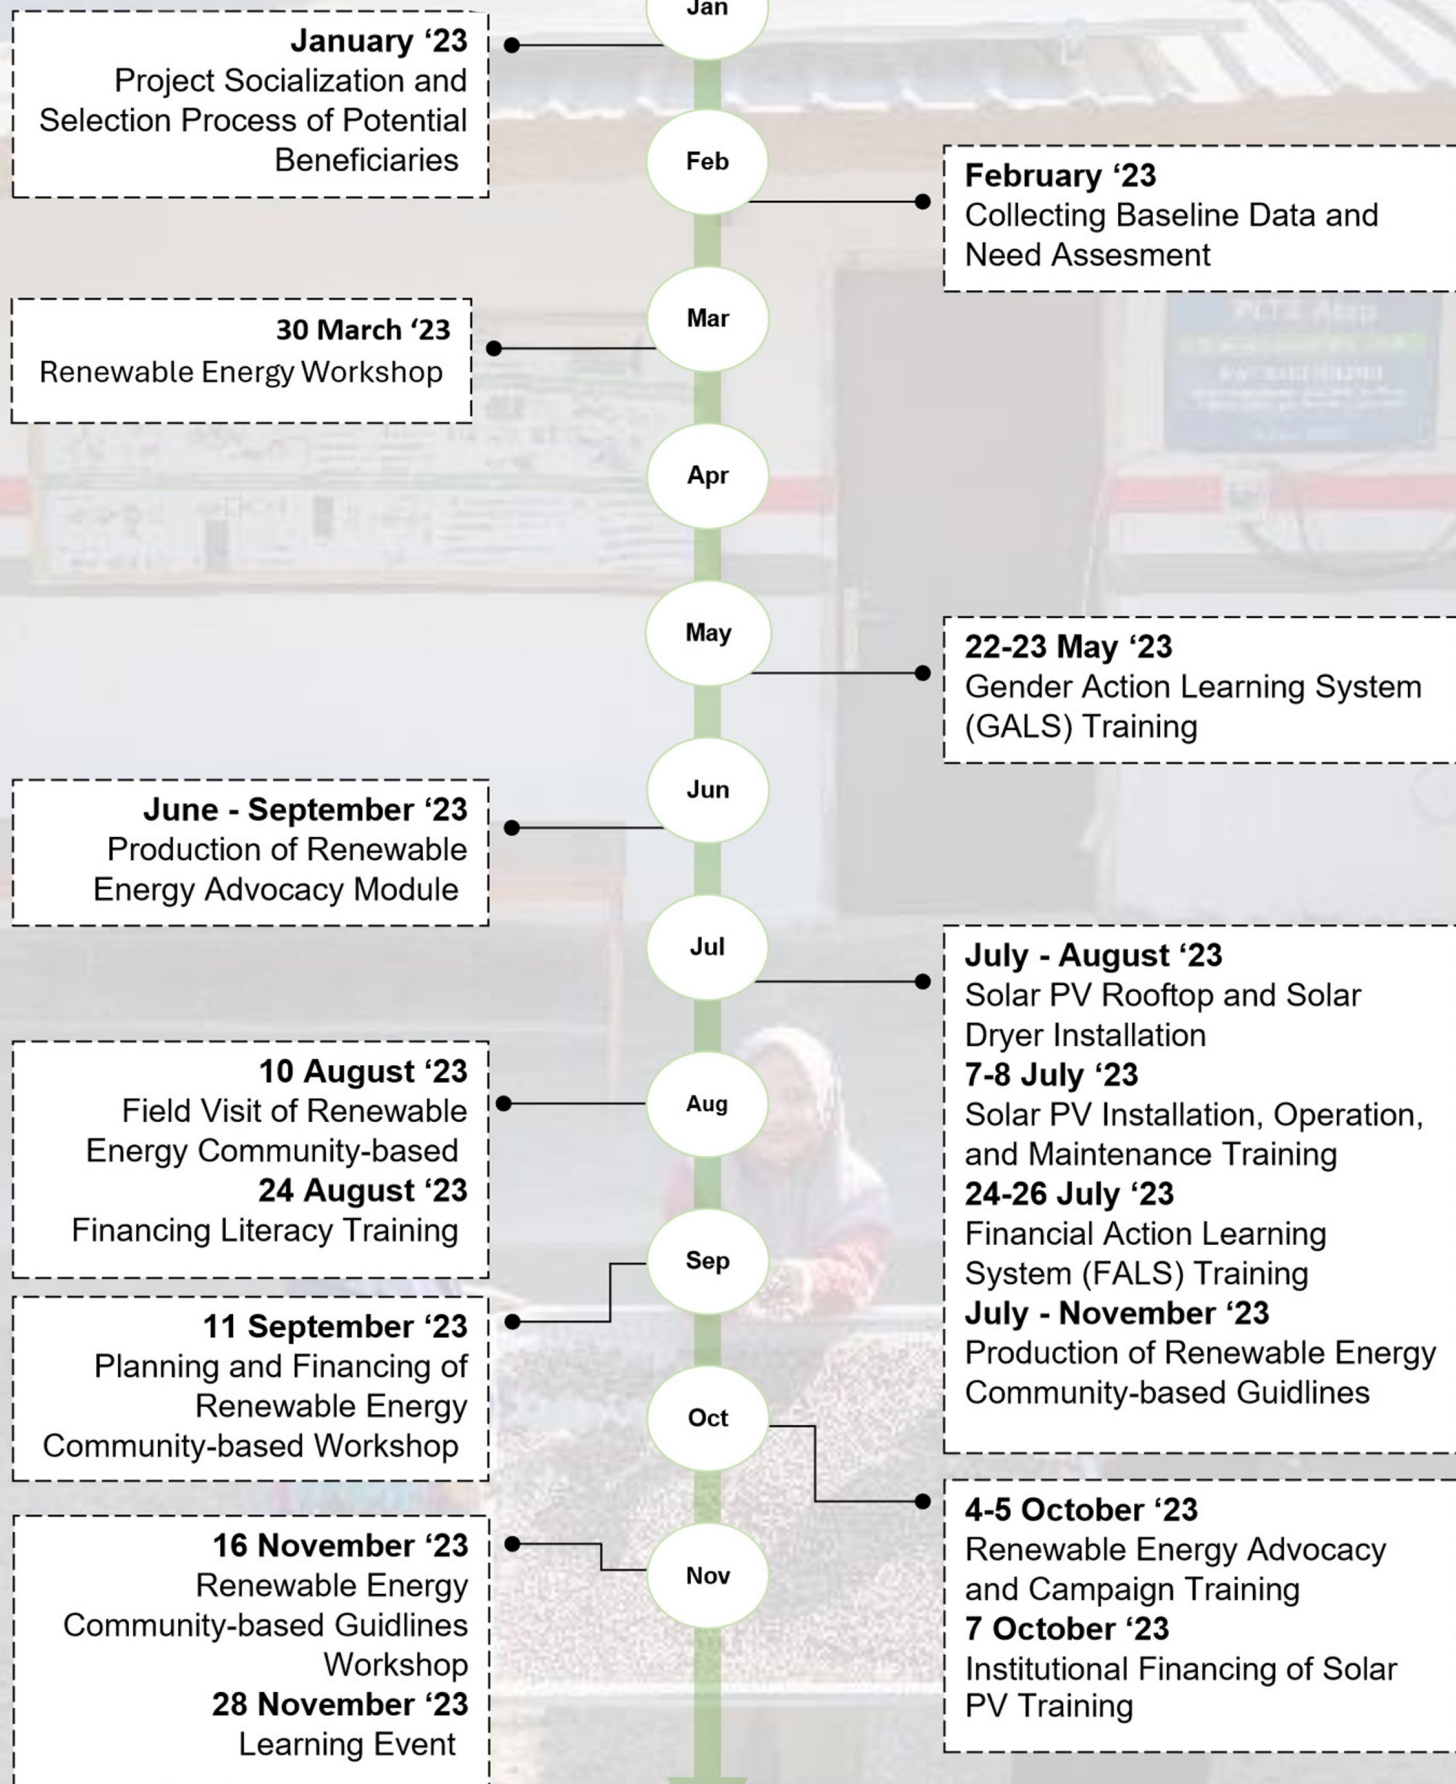 Jan
January ‘23
Project Socialization and
Selection Process of Potential
Beneficiaries
Feb
February ‘23
Collecting Baseline Data and
Need Assesment
Mar
30 March ‘23
Renewable Energy Workshop
Apr
May
22-23 May ‘23
Gender Action Learning System
(GALS) Training
Jun
June - September ‘23
Production of Renewable
Energy Advocacy Module
Jul
July - August ‘23
Solar PV Rooftop and Solar
Dryer Installation
7-8 July ‘23
Solar PV Installation, Operation,
and Maintenance Training
24-26 July ‘23
Financial Action Learning
System (FALS) Training
July - November ‘23
Production of Renewable Energy
Community-based Guidlines
Aug
10 August ‘23
Field Visit of Renewable
Energy Community-based
24 August ‘23
Financing Literacy Training
Sep
11 September ‘23
Planning and Financing of
Renewable Energy
Community-based Workshop
Oct
4-5 October ‘23
Renewable Energy Advocacy
and Campaign Training
7 October ‘23
Institutional Financing of Solar
PV Training
Nov
16 November ‘23
Renewable Energy
Community-based Guidlines
Workshop
28 November ‘23
Learning Event